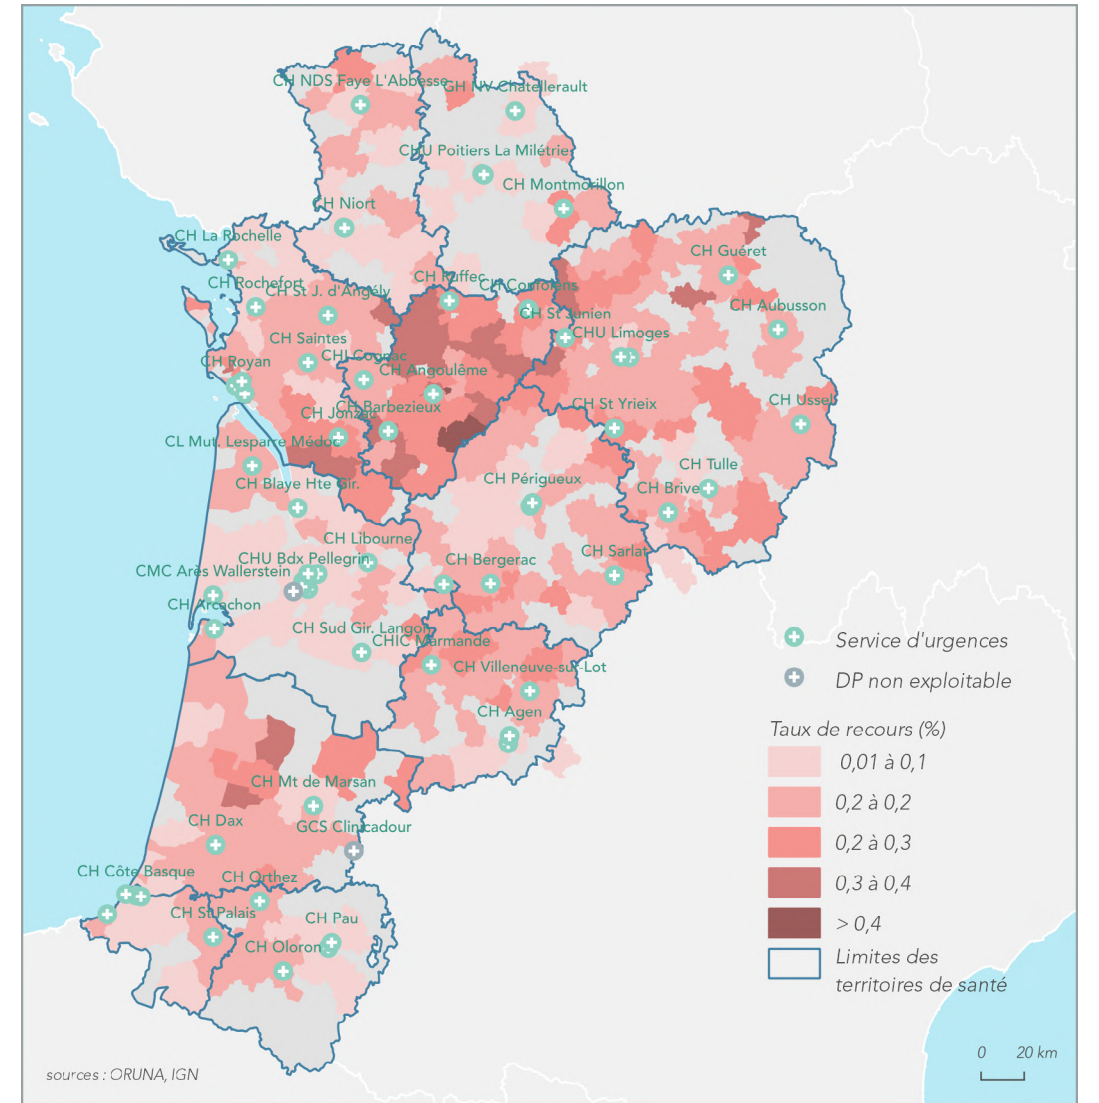 CH NDS Faye L'Abbesse
GH NV Chatellerault
CHU Poitiers La Milétrie
CH Montmorillon
CH Niort
CH La Rochelle
CH Guéret
CH Ruffec
CH Confolens
CH Rochefort
CH St J. d'Angély
CH Aubusson
CH St Junien
CHU Limoges
CH Saintes
CHI Cognac
CH Royan
CH Angoulême
CH Ussel
CH St Yrieix
CH Barbezieux
CH Jonzac
CL Mut. Lesparre Médoc
CH Tulle
CH Périgueux
CH Blaye Hte Gir.
CH Brive
CH Libourne
CH Sarlat
CHU Bdx Pellegrin
CH Bergerac
CMC Arès Wallerstein
CH Arcachon
CH Sud Gir. Langon
CHIC Marmande
CH Villeneuve-sur-Lot
CH Agen
CH Mt de Marsan
CH Dax
GCS Clinicadour
CH Côte Basque
CH Orthez
CH St Palais
CH Pau
CH Oloron
Service d'urgences
DP non exploitable
Taux de recours (%)
0,01 à 0,1
0,2 à 0,2
0,2 à 0,3
0,3 à 0,4
> 0,4
Limites des
territoires de santé
0 20 km
sources : ORUNA, IGN